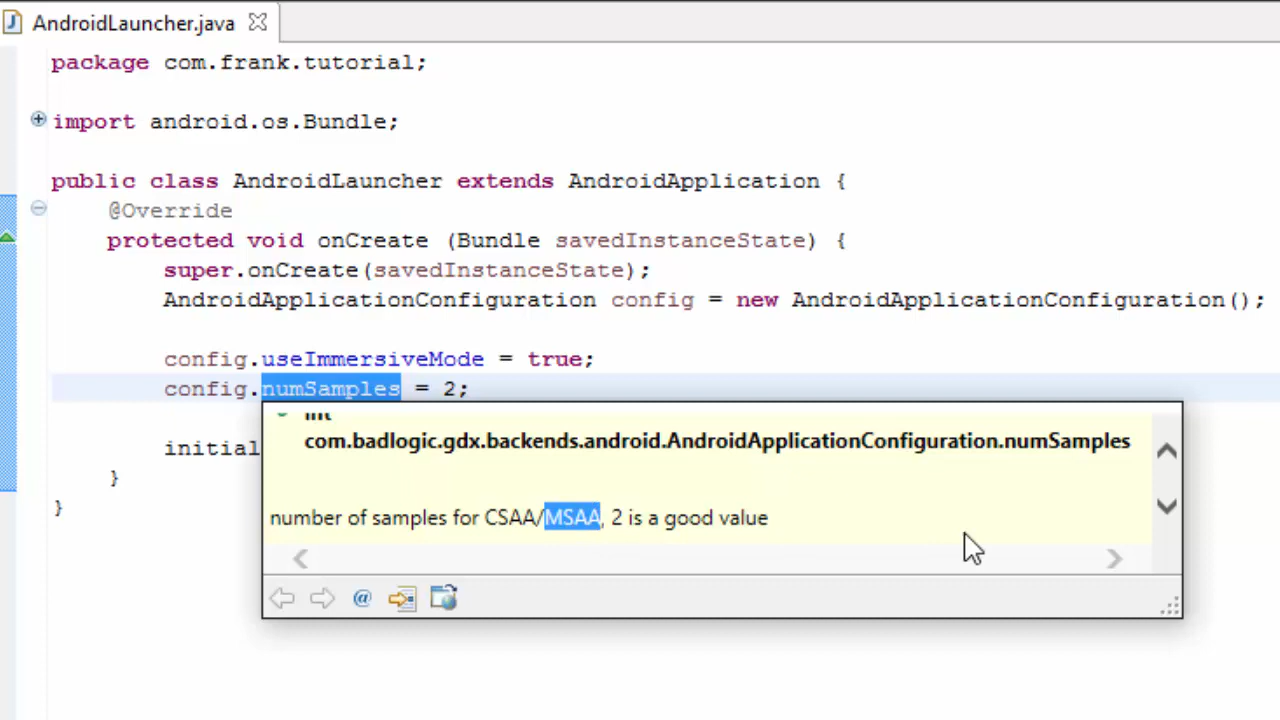 AndroidLauncher.java
package com.frank.tutorial;
import android.os.Bundle;
public class AndroidLauncher extends AndroidApplication {
@Override
protected void onCreate (Bundle savedInstanceState) {
super.onCreate(savedInstanceState);
AndroidApplicationConfiguration config = new AndroidApplicationConfiguration();
config.useImmersiveMode = true;
config.numSamples = 2;
int
com.badlogic.gdx.backends.android.AndroidApplicationConfiguration.numSamples
initial
}
number of samples for CSAA/MSAA, 2 is a good value
}
@